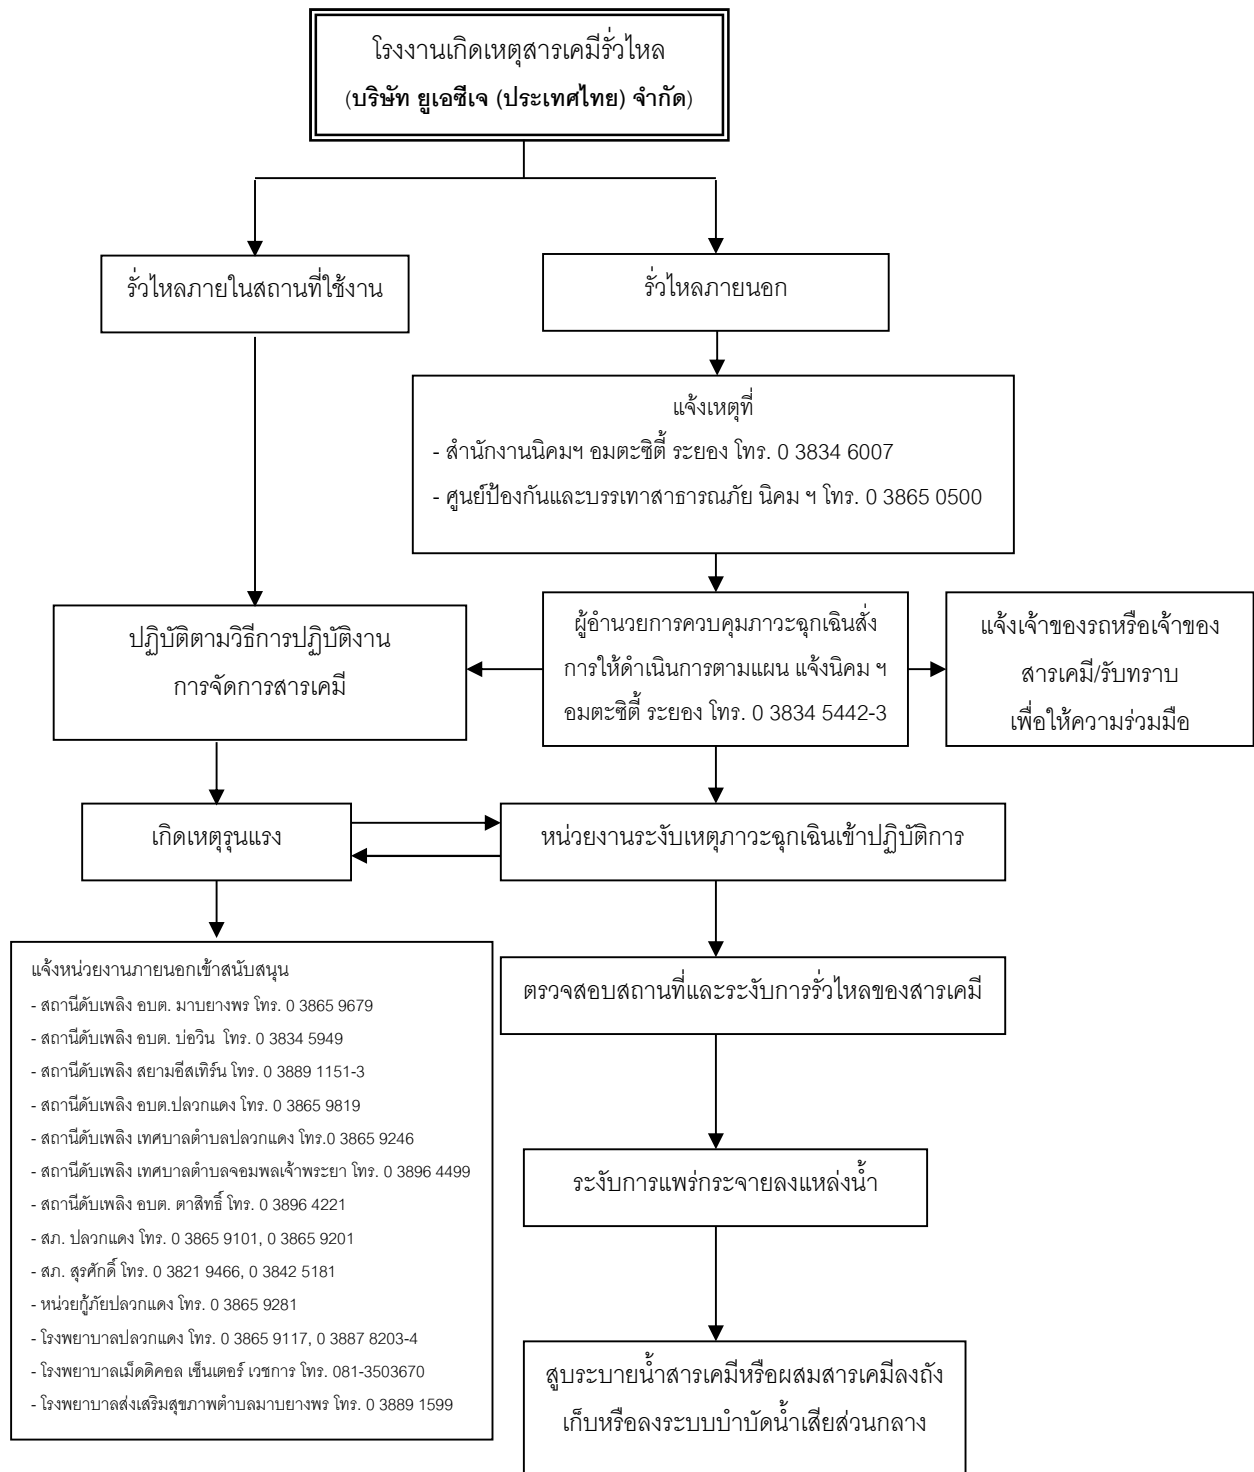 โรงงานเกิดเหตุสารเคมีรั่วไหล
(บริษัท ยูเอซีเจ (ประเทศไทย) จำกัด)
รั่วไหลภายในสถานที่ใช้งาน
รั่วไหลภายนอก
แจ้งเหตุที่
- สำนักงานนิคมฯ อมตะซิตี้ ระยอง โทร. 0 3834 6007
- ศูนย์ป้องกันและบรรเทาสาธารณภัย นิคม ฯ โทร. 0 3865 0500
ปฏิบัติตามวิธีการปฏิบัติงาน
การจัดการสารเคมี
ผู้อำนวยการควบคุมภาวะฉุกเฉินสั่ง
การให้ดำเนินการตามแผน แจ้งนิคม ฯ
อมตะซิตี้ ระยอง โทร. 0 3834 5442-3
แจ้งเจ้าของรถหรือเจ้าของ
สารเคมี/รับทราบ
เพื่อให้ความร่วมมือ
เกิดเหตุรุนแรง
หน่วยงานระงับเหตุภาวะฉุกเฉินเข้าปฏิบัติการ
แจ้งหน่วยงานภายนอกเข้าสนับสนุน
- สถานีดับเพลิง อบต. มาบยางพร โทร. 0 3865 9679
- สถานีดับเพลิง อบต. บ่อวิน  โทร. 0 3834 5949
- สถานีดับเพลิง สยามอีสเทิร์น โทร. 0 3889 1151-3
- สถานีดับเพลิง อบต.ปลวกแดง โทร. 0 3865 9819
- สถานีดับเพลิง เทศบาลตำบลปลวกแดง โทร.0 3865 9246
- สถานีดับเพลิง เทศบาลตำบลจอมพลเจ้าพระยา โทร. 0 3896 4499
- สถานีดับเพลิง อบต. ตาสิทธิ์ โทร. 0 3896 4221
- สภ. ปลวกแดง โทร. 0 3865 9101, 0 3865 9201
- สภ. สุรศักดิ์ โทร. 0 3821 9466, 0 3842 5181
- หน่วยกู้ภัยปลวกแดง โทร. 0 3865 9281
- โรงพยาบาลปลวกแดง โทร. 0 3865 9117, 0 3887 8203-4
- โรงพยาบาลเม็ดดิคอล เซ็นเตอร์ เวชการ โทร. 081-3503670
- โรงพยาบาลส่งเสริมสุขภาพตำบลมาบยางพร โทร. 0 3889 1599
ตรวจสอบสถานที่และระงับการรั่วไหลของสารเคมี
ระงับการแพร่กระจายลงแหล่งน้ำ
สูบระบายน้ำสารเคมีหรือผสมสารเคมีลงถัง
เก็บหรือลงระบบบำบัดน้ำเสียส่วนกลาง